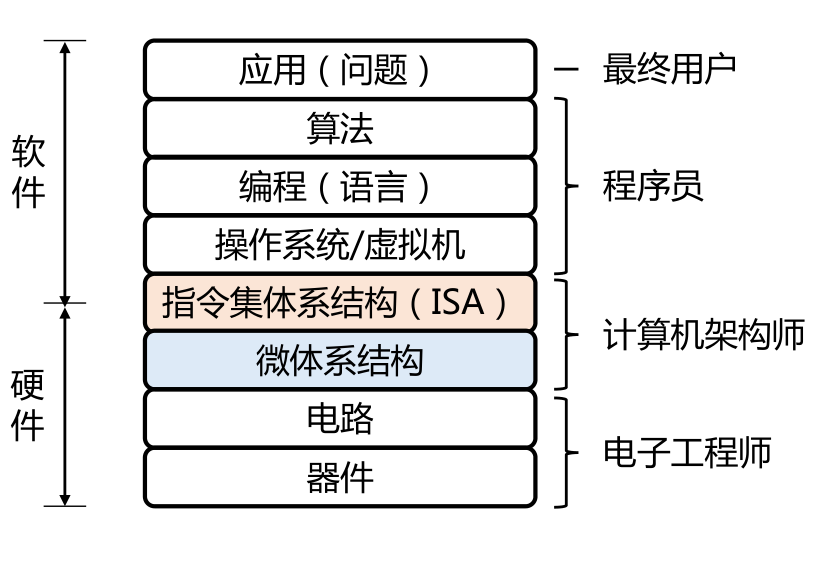 应用（问题）
最终用户
算法
编程（语言）
程序员
操作系统/虚拟机
软件
指令集体系结构（ISA）
微体系结构
计算机架构师
电路
器件
电子工程师
硬件